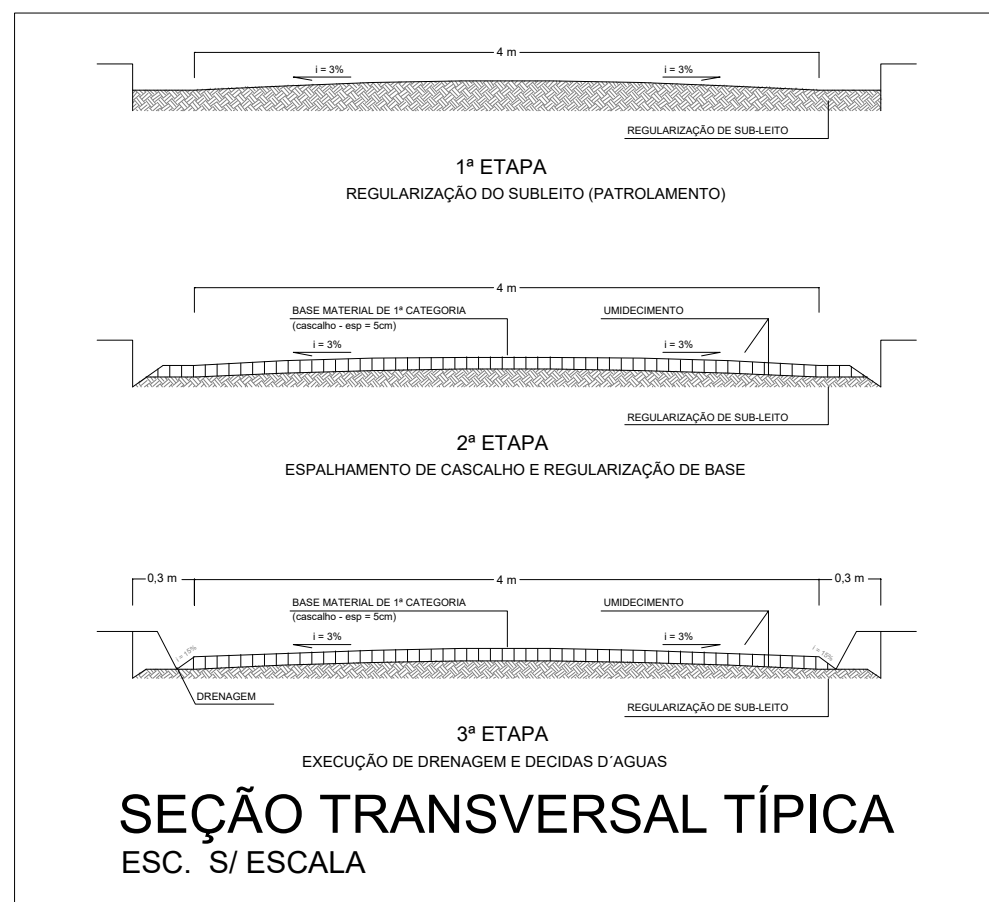 4 m
i = 3%
i = 3%
REGULARIZAÇÃO DE SUB-LEITO
1ª ETAPA
REGULARIZAÇÃO DO SUBLEITO (PATROLAMENTO)
4 m
BASE MATERIAL DE 1ª CATEGORIA
(cascalho - esp = 5cm)
UMIDECIMENTO
i = 3%
i = 3%
REGULARIZAÇÃO DE SUB-LEITO
2ª ETAPA
ESPALHAMENTO DE CASCALHO E REGULARIZAÇÃO DE BASE
0,3 m
4 m
0,3 m
BASE MATERIAL DE 1ª CATEGORIA
(cascalho - esp = 5cm)
UMIDECIMENTO
i = 3%
i = 3%
i = 15%
i = 15%
DRENAGEM
REGULARIZAÇÃO DE SUB-LEITO
3ª ETAPA
EXECUÇÃO DE DRENAGEM E DECIDAS D´AGUAS
SEÇÃO TRANSVERSAL TÍPICA
ESC. S/ ESCALA